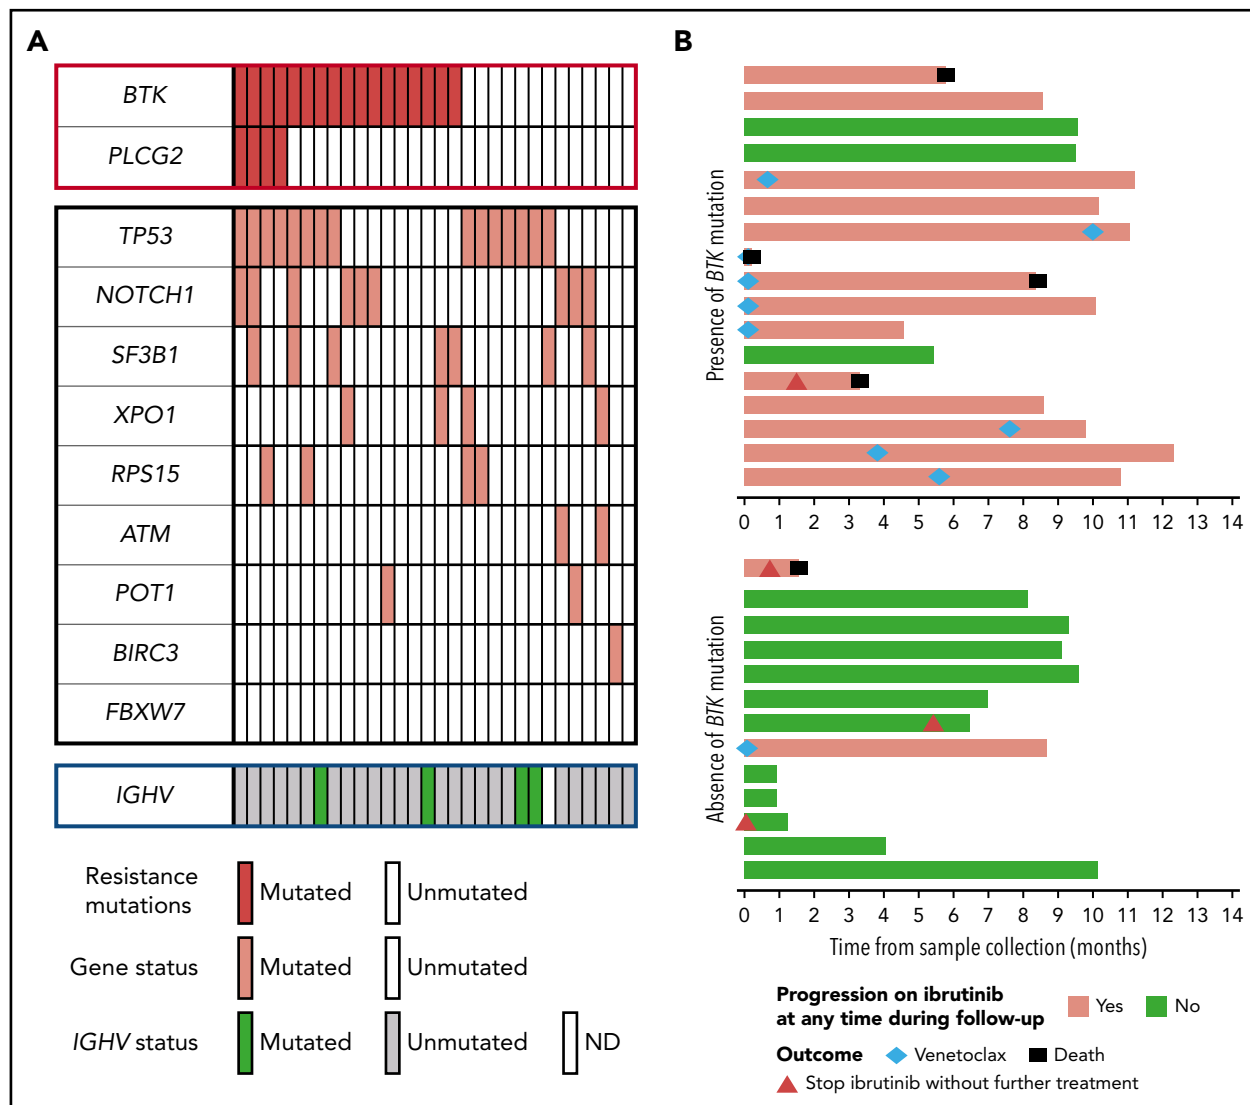 A
BTK
PLCG2
TP53
NOTCH1
SF3B1
XPO1
RPS15
ATM
POT1
BIRC3
FBXW7
IGHV
Resistance
mutations
Mutated
Unmutated
Gene status
Mutated
Unmutated
IGHV status
Mutated
Unmutated
ND
B
Presence of BTK mutation
0 1 2 3 4 5 6 7 8 9 10 11 12 13 14
Absence of BTK mutation
0 1 2 3 4 5 6 7 8 9 10 11 12 13 14
Time from sample collection (months)
Progression on ibrutinib
at any time during follow-up
Yes
No
Outcome
Venetoclax
Death
Stop ibrutinib without further treatment